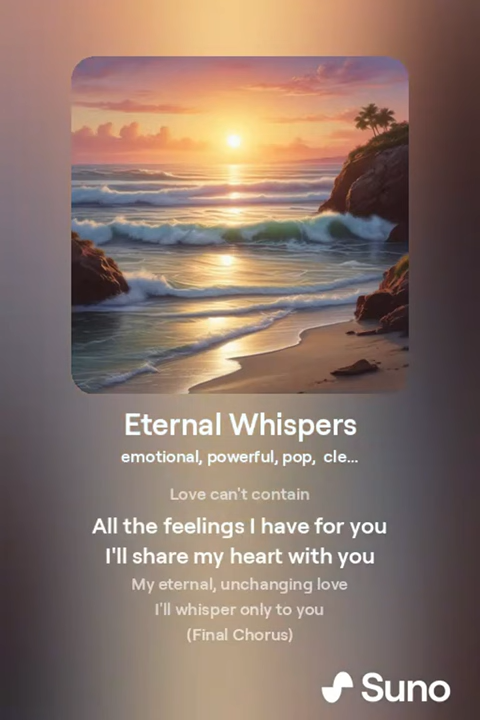 Eternal Whispers
emotional, powerful, pop, cle...
Love can't contain
All the feelings I have for you
I'll share my heart with you
My eternal, unchanging love
I'll whisper only to you
(Final Chorus)
Suno